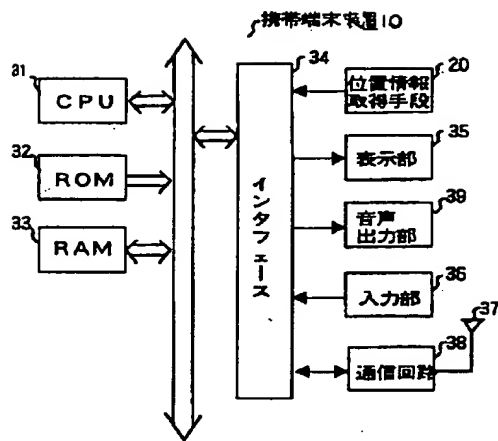 携帯端末装置10
31
CPU
32
ROM
33
RAM
34
インタフェース
20
位置情報
取得手段
35
表示部
39
音声
出力部
36
入力部
37
38
通信回路